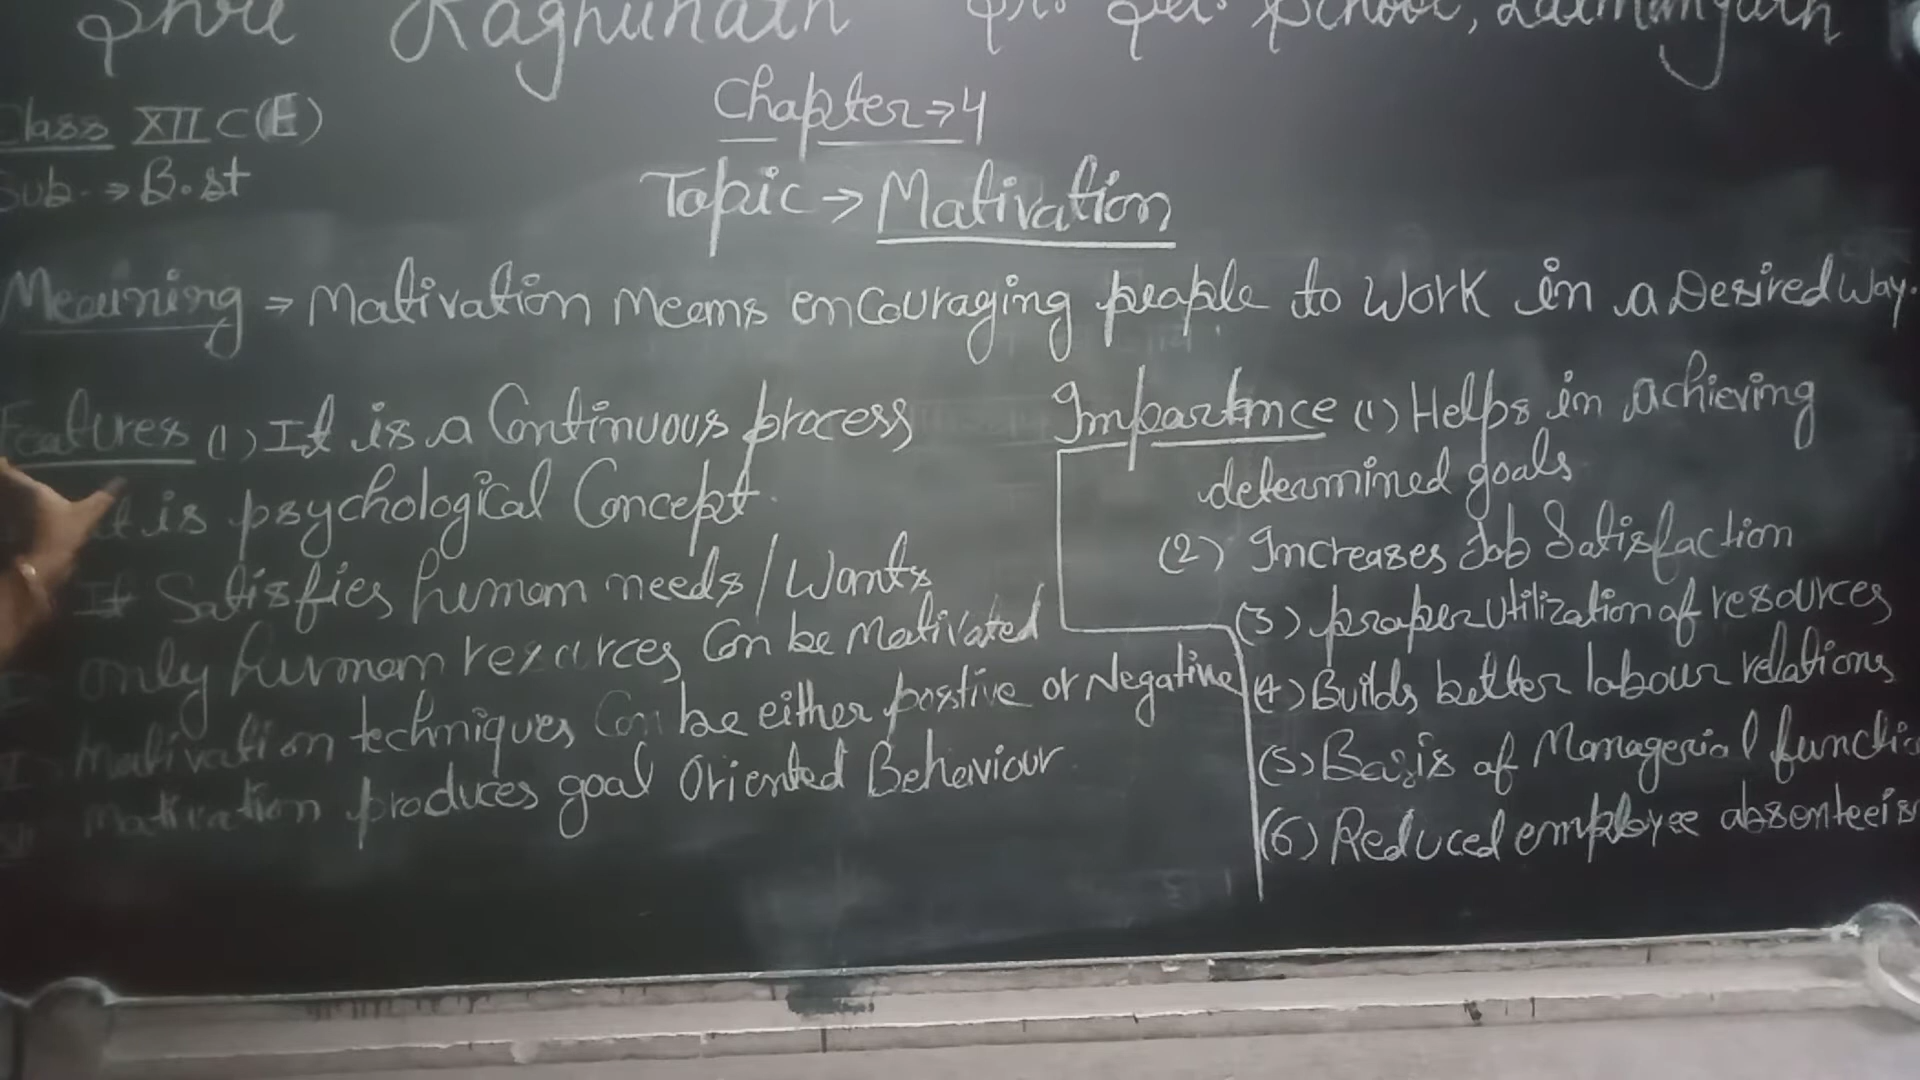 Shree Raghunath Sr. Sec. School, Laxmangarh
Class XII C(E)
Chapter → 4
Sub. → B.st
Topic → Motivation
Meaning → Motivation means encouraging people to work in a Desired Way.
Features (1) It is a Continuous process
It is psychological Concept.
It Satisfies human needs / Wants
only human resources Can be Motivated
Motivation techniques Can be either postive or Negative
Motivation produces goal Oriented Behaviour
Importance (1) Helps in achieving
determined goals
(2) Increases Job Satisfaction
(3) proper utilization of resources
(4) Builds better labour relations
(5) Basis of Managerial functio
(6) Reduced employee absenteeis